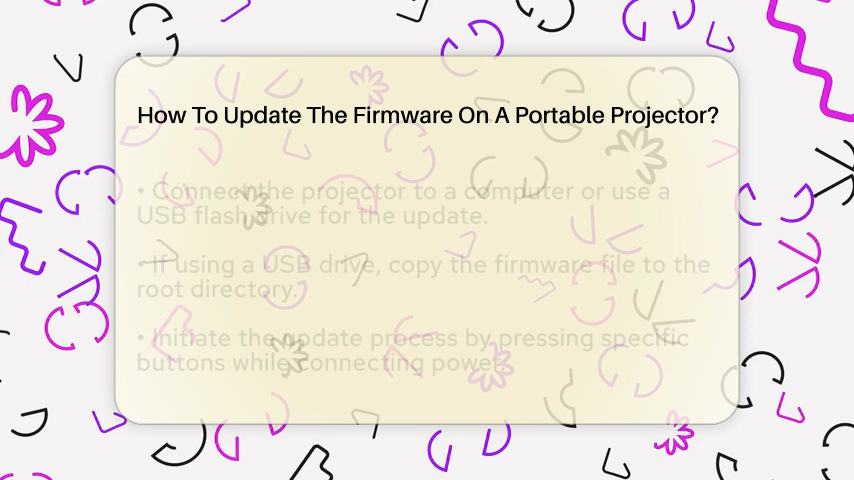 How To Update The Firmware On A Portable Projector?
• Connect the projector to a computer or use a
USB flash drive for the update.
• If using a USB drive, copy the firmware file to the
root directory.
• Initiate the update process by pressing specific
buttons while connecting power.